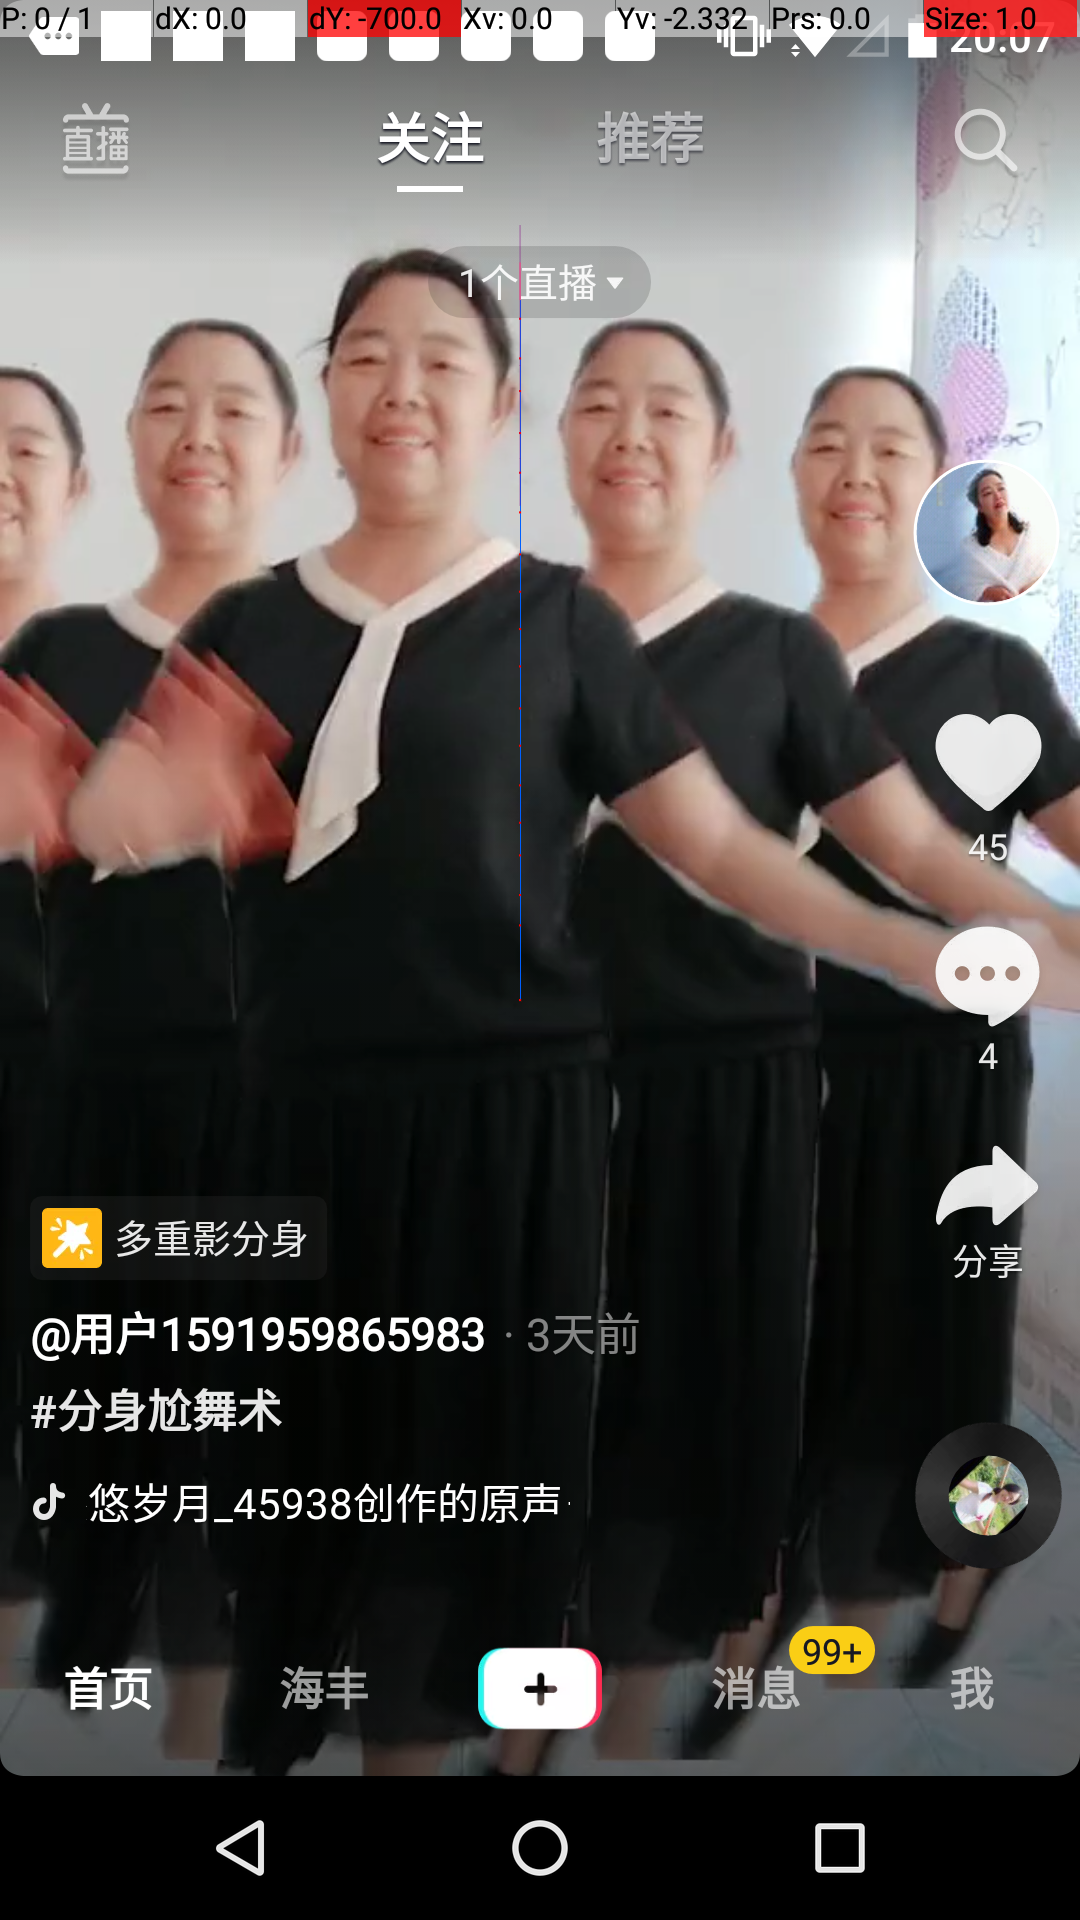 P: 0 / 1 dX: 0.0 dY: -700.0 Xv: 0.0 Yv: -2.332 Prs: 0.0 Size: 1.0
20:07
直播 关注 推荐
1个直播
45
4
分享
多重影分身
@用户1591959865983 · 3天前
#分身尬舞术
悠岁月_45938创作的原声
首页 海丰 消息 99+ 我